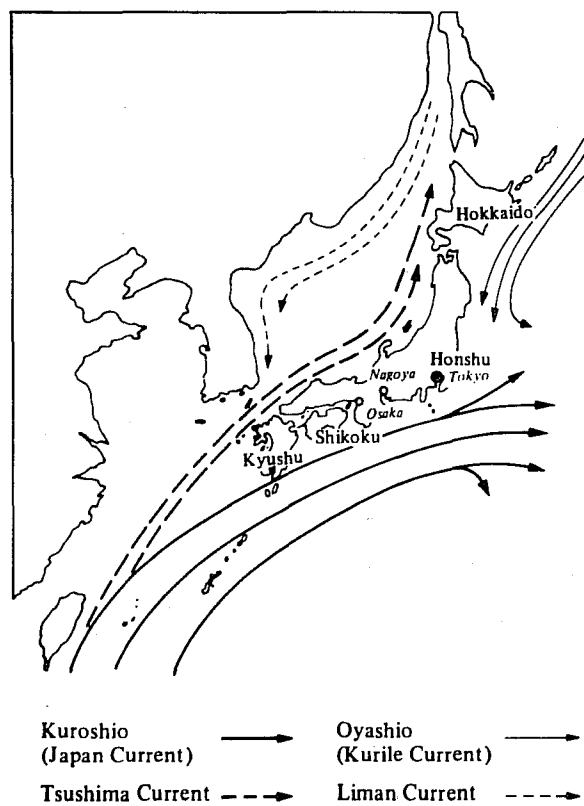 Hokkaido
Honshu
Nagoya
Tokyo
Osaka
Shikoku
Kyushu
Kuroshio
(Japan Current)
Oyashio
(Kurile Current)
Tsushima Current
Liman Current